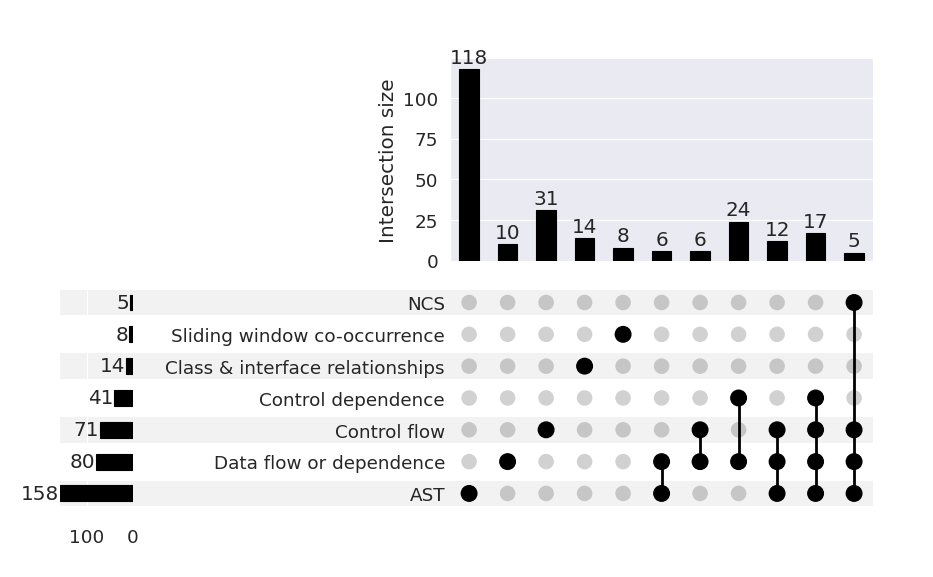 118
Intersection size
100
75
50
25
0
10
31
14
8
6
6
24
12
17
5
5 NCS
8 Sliding window co-occurrence
14 Class & interface relationships
41 Control dependence
71 Control flow
80 Data flow or dependence
158 AST
100 0